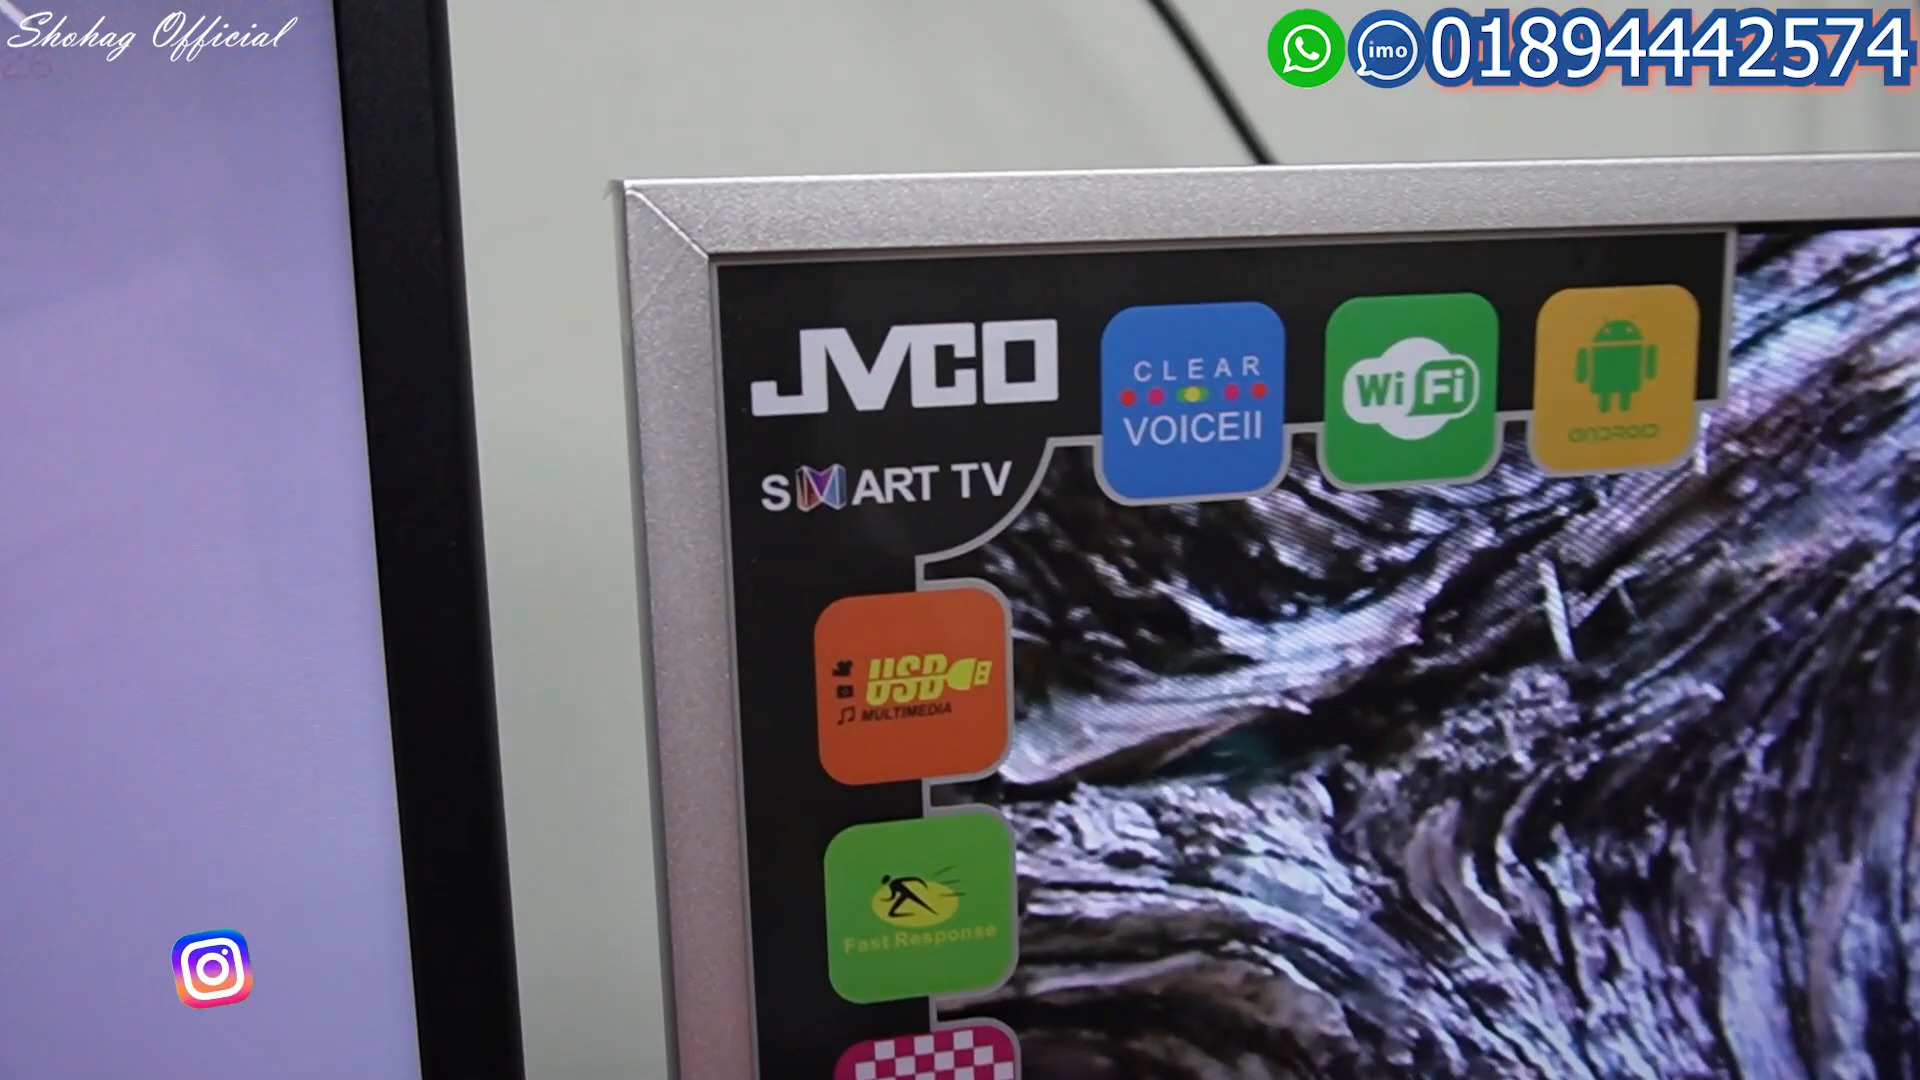 Shohag Official
imo 01894442574
JVCO
SMART TV
CLEAR
VOICEII
WiFi
ANDROID
USB
MULTIMEDIA
Fast Response